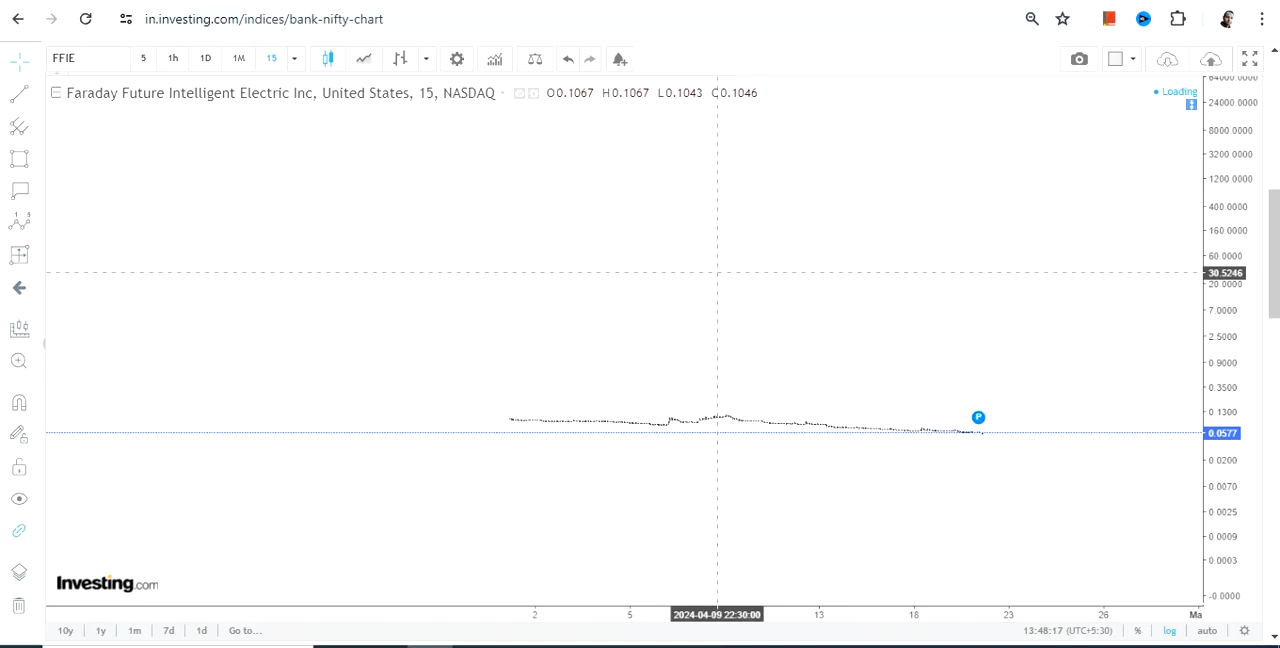 in.investing.com/indices/bank-nifty-chart
FFIE 5 1h 1D 1M 15
Faraday Future Intelligent Electric Inc, United States, 15, NASDAQ O0.1067 H0.1067 L0.1043 C0.1046
Loading
64000.0000
24000.0000
8000.0000
3200.0000
1200.0000
400.0000
160.0000
60.0000
30.5246
20.0000
7.0000
2.5000
0.9000
0.3500
0.1300
P
0.0577
0.0200
0.0070
0.0025
0.0009
0.0003
-0.0000
Investing.com
2 5 2024-04-09 22:30:00 13 18 23 26 Ma
10y 1y 1m 7d 1d Go to... 13:48:17 (UTC+5:30) % log auto